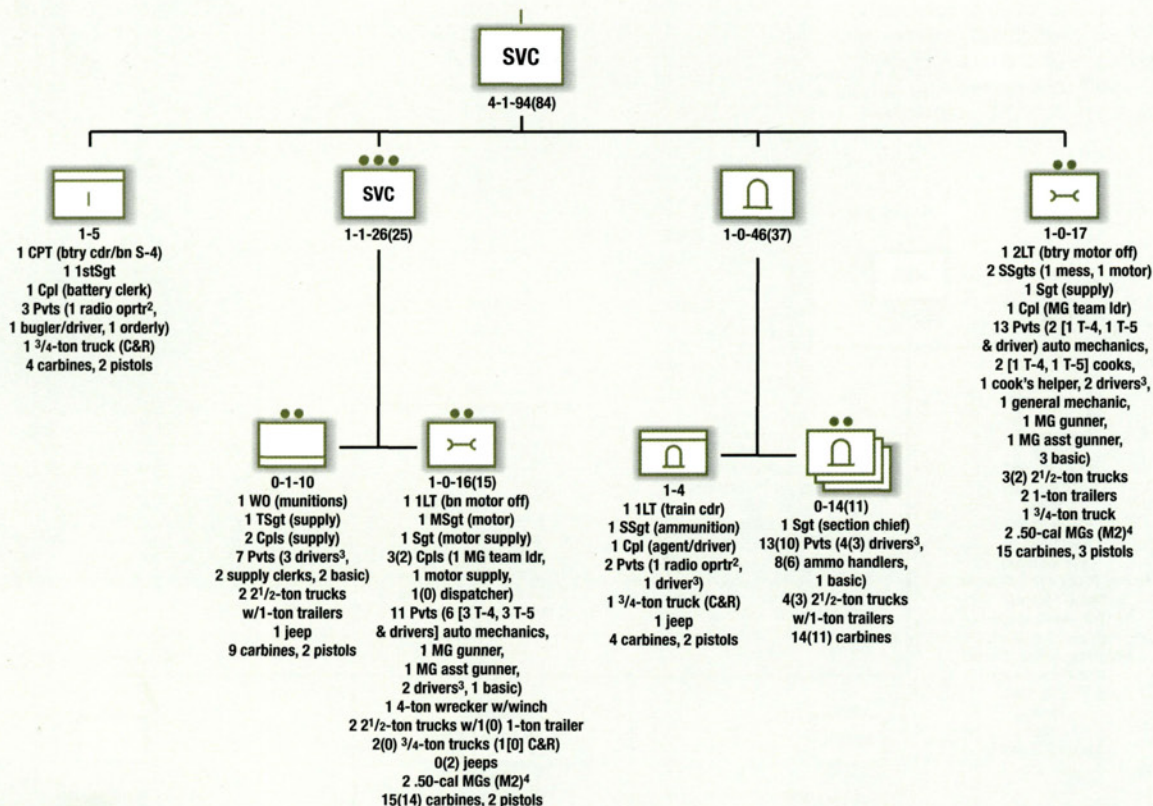 SVC
4-1-94(84)
1-5
1 CPT (btry cdr/bn S-4)
1 1stSgt
1 Cpl (battery clerk)
3 Pvts (1 radio oprtr²,
1 bugler/driver, 1 orderly)
1 3/4-ton truck (C&R)
4 carbines, 2 pistols
SVC
1-1-26(25)
0-1-10
1 WO (munitions)
1 TSgt (supply)
2 Cpls (supply)
7 Pvts (3 drivers³,
2 supply clerks, 2 basic)
2 2 1/2-ton trucks
w/1-ton trailers
1 jeep
9 carbines, 2 pistols
1-0-16(15)
1 1LT (bn motor off)
1 MSgt (motor)
1 Sgt (motor supply)
3(2) Cpls (1 MG team ldr,
1 motor supply,
1(0) dispatcher)
11 Pvts (6 [3 T-4, 3 T-5
& drivers] auto mechanics,
1 MG gunner,
1 MG asst gunner,
2 drivers³, 1 basic)
1 4-ton wrecker w/winch
2 2 1/2-ton trucks w/1(0) 1-ton trailer
2(0) 3/4-ton trucks (1[0] C&R)
0(2) jeeps
2 .50-cal MGs (M2)⁴
15(14) carbines, 2 pistols
1-0-46(37)
1-4
1 1LT (train cdr)
1 SSgt (ammunition)
1 Cpl (agent/driver)
2 Pvts (1 radio oprtr²,
1 driver³)
1 3/4-ton truck (C&R)
1 jeep
4 carbines, 2 pistols
0-14(11)
1 Sgt (section chief)
13(10) Pvts (4(3) drivers³,
8(6) ammo handlers,
1 basic)
4(3) 2 1/2-ton trucks
w/1-ton trailers
14(11) carbines
1-0-17
1 2LT (btry motor off)
2 SSgts (1 mess, 1 motor)
1 Sgt (supply)
1 Cpl (MG team ldr)
13 Pvts (2 [1 T-4, 1 T-5
& driver) auto mechanics,
2 [1 T-4, 1 T-5] cooks,
1 cook's helper, 2 drivers³,
1 general mechanic,
1 MG gunner,
1 MG asst gunner,
3 basic)
3(2) 2 1/2-ton trucks
2 1-ton trailers
1 3/4-ton truck
2 .50-cal MGs (M2)⁴
15 carbines, 3 pistols